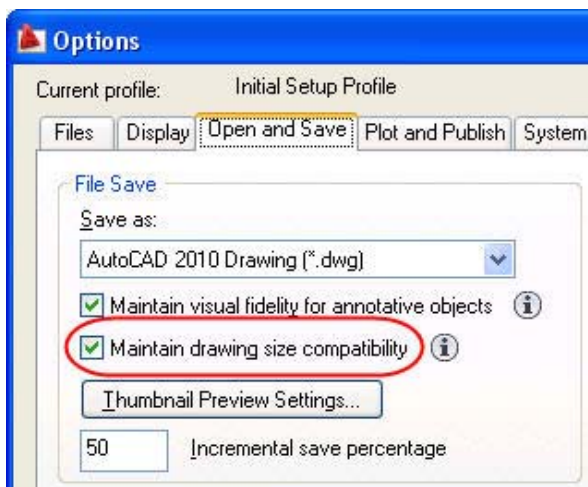 Options
Current profile: Initial Setup Profile
Files Display Open and Save Plot and Publish System
File Save
Save as:
AutoCAD 2010 Drawing (*.dwg)
Maintain visual fidelity for annotative objects
Maintain drawing size compatibility
Thumbnail Preview Settings...
50 Incremental save percentage